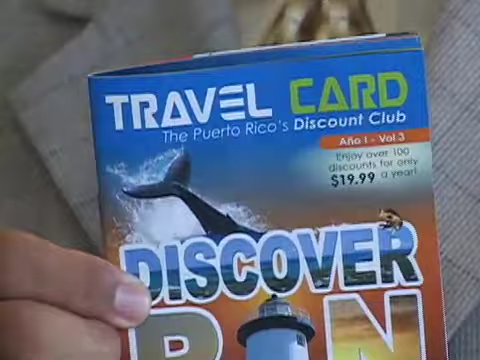 TRAVEL CARD
The Puerto Rico's Discount Club
Año I - Vol 3
Enjoy over 100
discounts for only
$19.99 a year!
DISCOVER